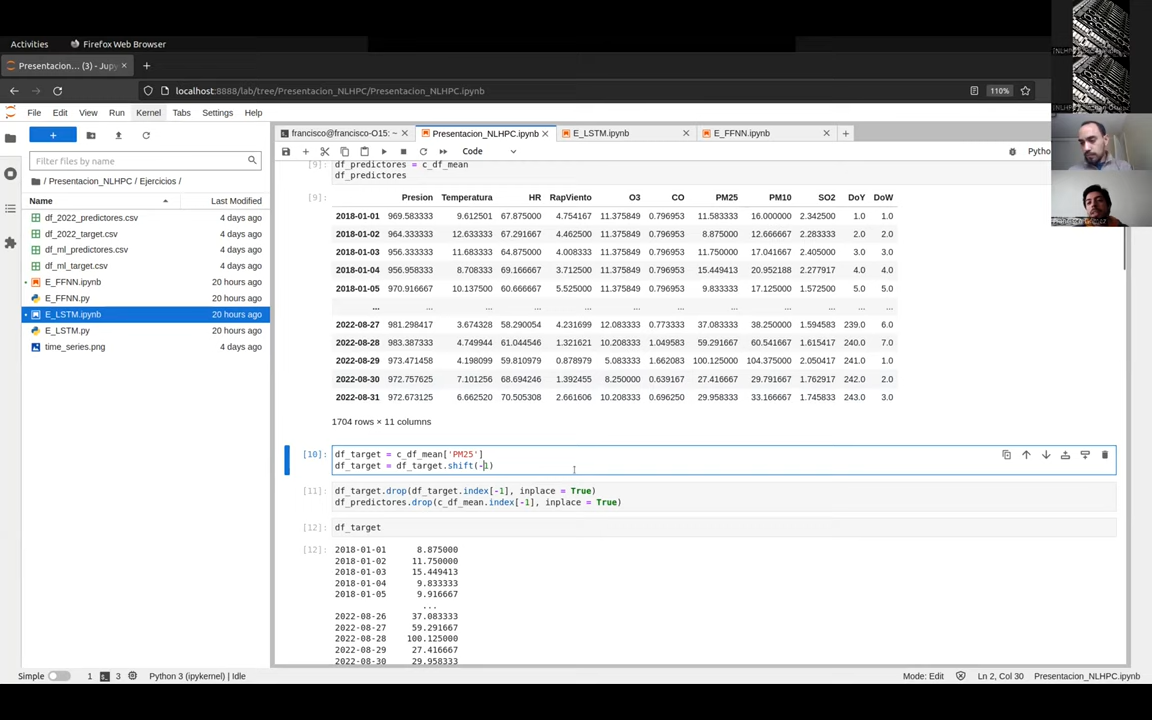 Activities
Firefox Web Browser
Presentacion... (3) - Jupy
localhost:8888/lab/tree/Presentacion_NLHPC/Presentacion_NLHPC.ipynb
110%
File Edit View Run Kernel Tabs Settings Help
francisco@francisco-O15: ~
Presentacion_NLHPC.ipynb
E_LSTM.ipynb
E_FFNN.ipynb
Code
Python
Filter files by name
/ Presentacion_NLHPC / Ejercicios /
Name Last Modified
df_2022_predictores.csv 4 days ago
df_2022_target.csv 4 days ago
df_ml_predictores.csv 4 days ago
df_ml_target.csv 4 days ago
E_FFNN.ipynb 20 hours ago
E_FFNN.py 20 hours ago
E_LSTM.ipynb 20 hours ago
E_LSTM.py 20 hours ago
time_series.png 4 days ago
[9]: df_predictores = c_df_mean
df_predictores
[9]: Presion Temperatura HR RapViento O3 CO PM25 PM10 SO2 DoY DoW
2018-01-01 969.583333 9.612501 67.875000 4.754167 11.375849 0.796953 11.583333 16.000000 2.342500 1.0 1.0
2018-01-02 964.333333 12.633333 67.291667 4.462500 11.375849 0.796953 8.875000 12.666667 2.283333 2.0 2.0
2018-01-03 956.333333 11.683333 64.875000 4.008333 11.375849 0.796953 11.750000 17.041667 2.405000 3.0 3.0
2018-01-04 956.958333 8.708333 69.166667 3.712500 11.375849 0.796953 15.449413 20.952188 2.277917 4.0 4.0
2018-01-05 970.916667 10.137500 60.666667 5.525000 11.375849 0.796953 9.833333 17.125000 1.572500 5.0 5.0
... ... ... ... ... ... ... ... ... ... ... ...
2022-08-27 981.298417 3.674328 58.290054 4.231699 12.083333 0.773333 37.083333 38.250000 1.594583 239.0 6.0
2022-08-28 983.387333 4.749944 61.044546 1.321621 10.208333 1.049583 59.291667 60.541667 1.615417 240.0 7.0
2022-08-29 973.471458 4.198099 59.810979 0.878979 5.083333 1.662083 100.125000 104.375000 2.050417 241.0 1.0
2022-08-30 972.757625 7.101256 68.694246 1.392455 8.250000 0.639167 27.416667 29.791667 1.762917 242.0 2.0
2022-08-31 972.673125 6.662520 70.505308 2.661606 10.208333 0.696250 29.958333 33.166667 1.745833 243.0 3.0
1704 rows × 11 columns
[10]: df_target = c_df_mean['PM25']
df_target = df_target.shift(-1)
[11]: df_target.drop(df_target.index[-1], inplace = True)
df_predictores.drop(c_df_mean.index[-1], inplace = True)
[12]: df_target
[12]: 2018-01-01 8.875000
2018-01-02 11.750000
2018-01-03 15.449413
2018-01-04 9.833333
2018-01-05 9.916667
...
2022-08-26 37.083333
2022-08-27 59.291667
2022-08-28 100.125000
2022-08-29 27.416667
2022-08-30 29.958333
Simple 1 3 Python 3 (ipykernel) | Idle Mode: Edit Ln 2, Col 30 Presentacion_NLHPC.ipynb